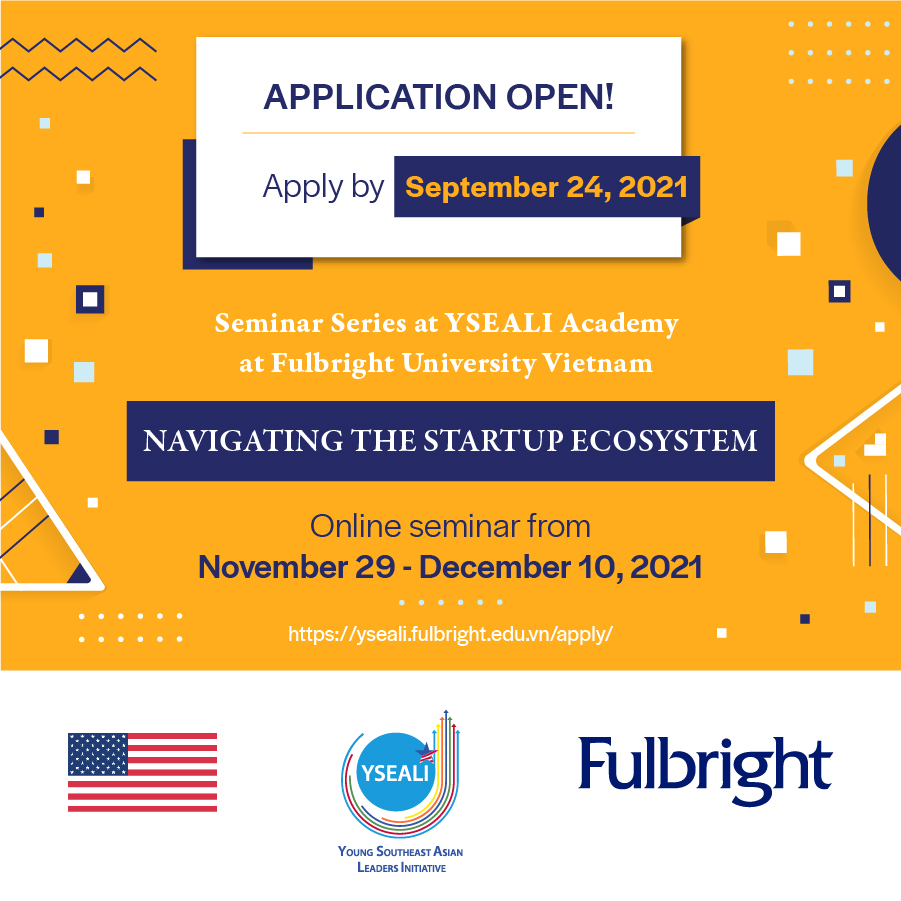 APPLICATION OPEN!
Apply by September 24, 2021
Seminar Series at YSEALI Academy
at Fulbright University Vietnam
NAVIGATING THE STARTUP ECOSYSTEM
Online seminar from
November 29 - December 10, 2021
https://yseali.fulbright.edu.vn/apply/
YSEALI
YOUNG SOUTHEAST ASIAN
LEADERS INITIATIVE
Fulbright